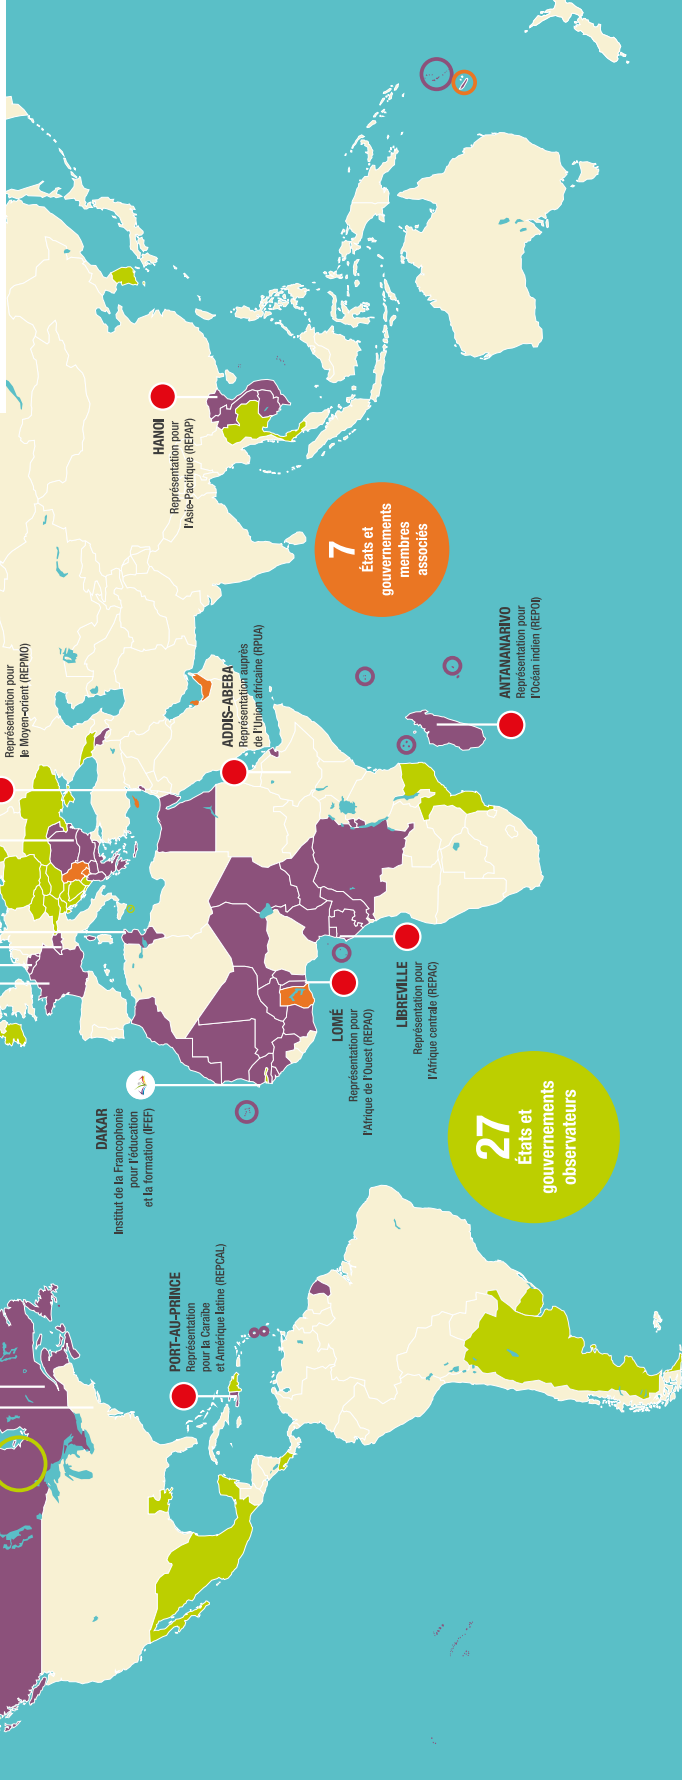 Représentation pour
le Moyen-orient (REPMO)
HANOI
Représentation pour
l'Asie-Pacifique (REPAP)
7
États et
gouvernements
membres
associés
ADDIS-ABEBA
Représentation auprès
de l'Union africaine (RPUA)
ANTANANARIVO
Représentation pour
l'Océan indien (REPOI)
DAKAR
Institut de la Francophonie
pour l'éducation
et la formation (IFEF)
LOMÉ
Représentation pour
l'Afrique de l'Ouest (REPAO)
LIBREVILLE
Représentation pour
l'Afrique centrale (REPAC)
27
États et
gouvernements
observateurs
PORT-AU-PRINCE
Représentation
pour la Caraïbe
et Amérique latine (REPCAL)